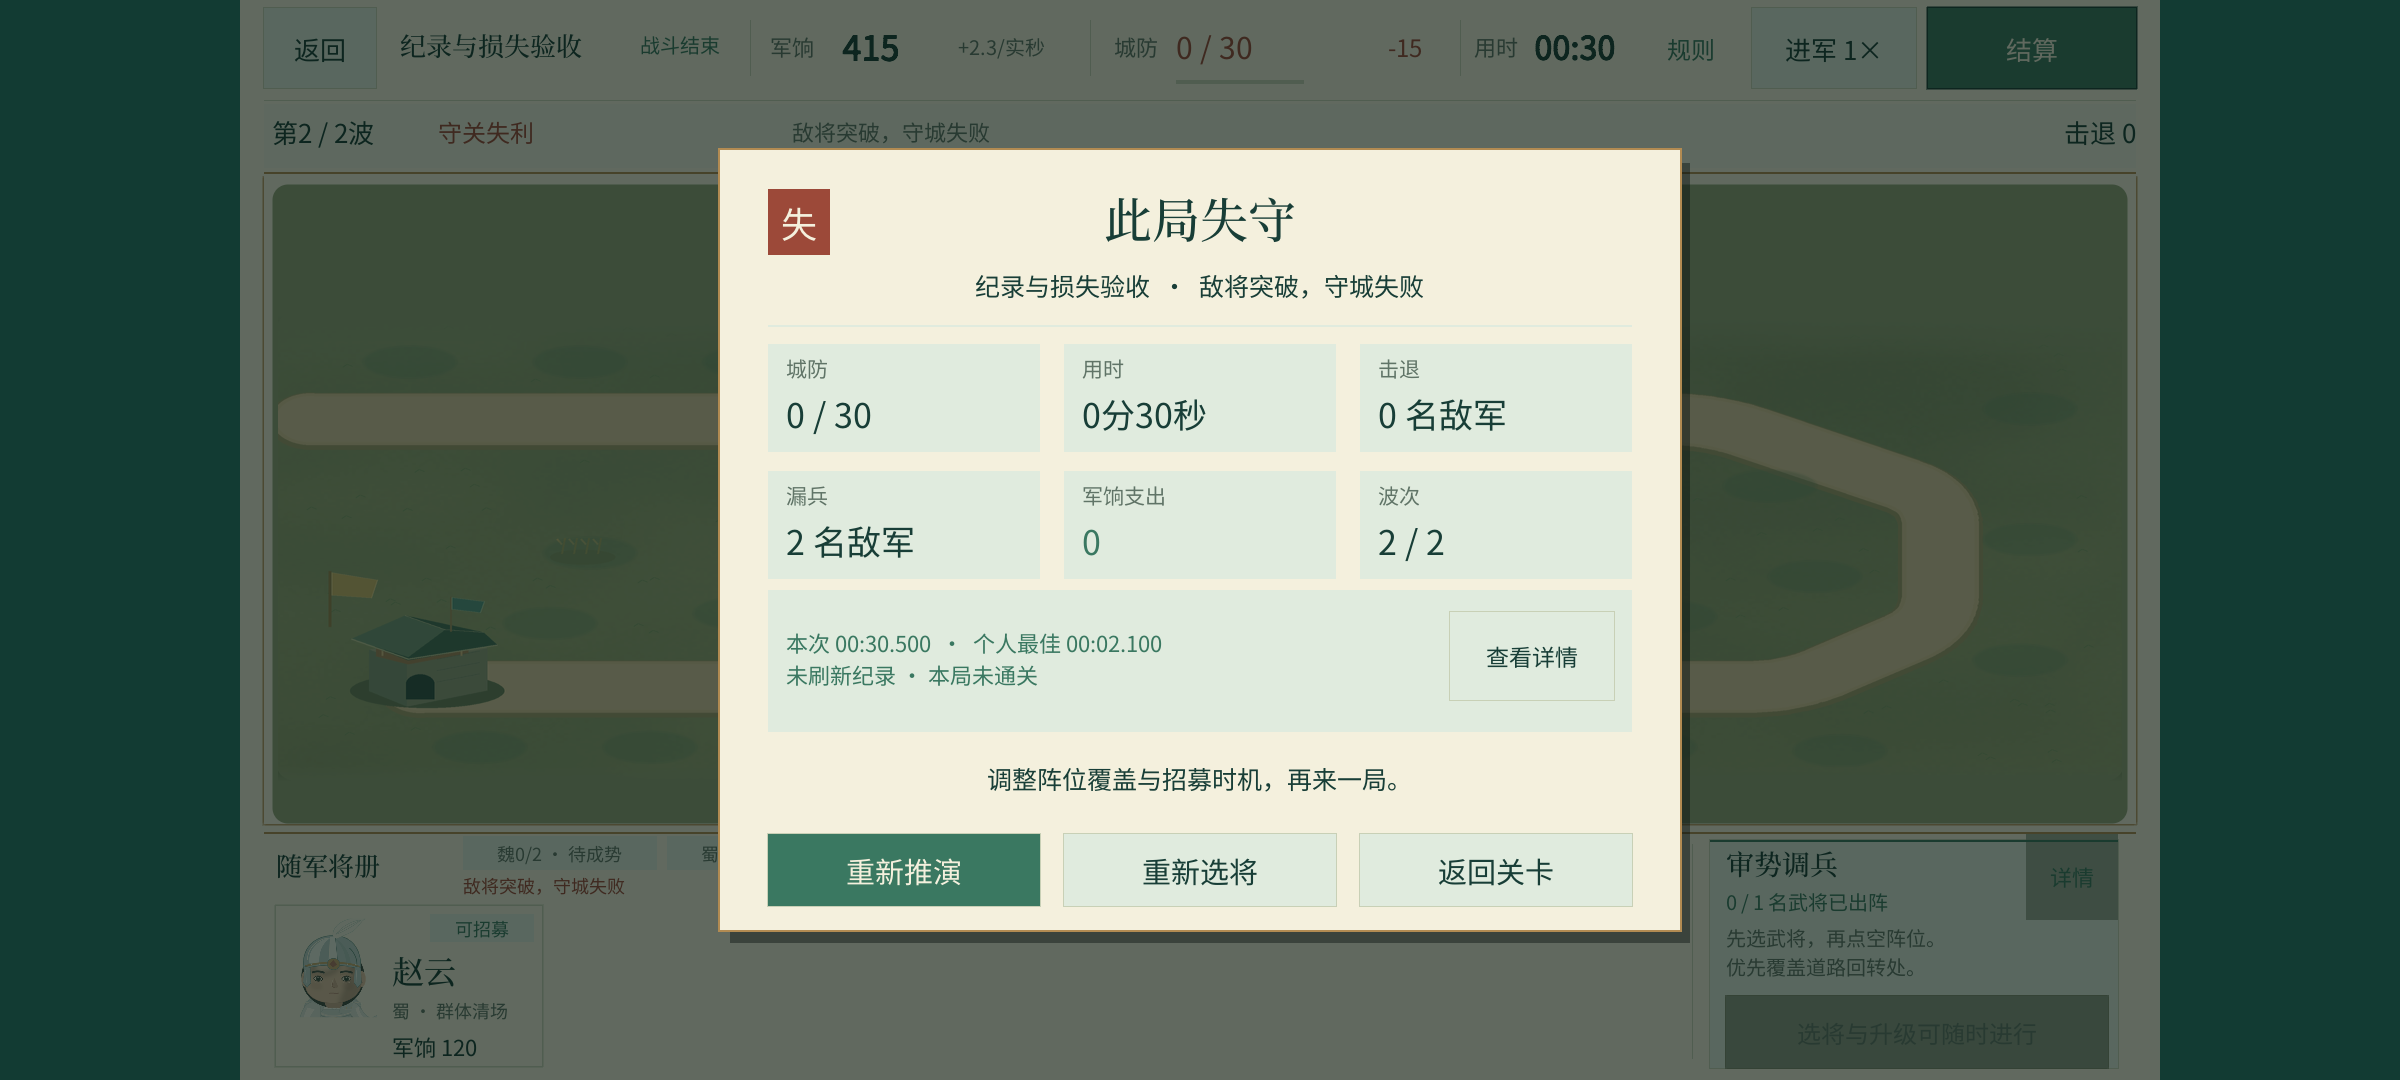 返回
纪录与损失验收
战斗结束
军饷 415 +2.3/实秒
城防 0 / 30 -15
用时 00:30
规则
进军 1×
结算
第2 / 2波
守关失利
敌将突破，守城失败
击退 0
失
此局失守
纪录与损失验收 · 敌将突破，守城失败
城防
0 / 30
用时
0分30秒
击退
0 名敌军
漏兵
2 名敌军
军饷支出
0
波次
2 / 2
本次 00:30.500 · 个人最佳 00:02.100
未刷新纪录 · 本局未通关
查看详情
调整阵位覆盖与招募时机，再来一局。
重新推演
重新选将
返回关卡
随军将册
魏0/2 · 待成势
蜀
敌将突破，守城失败
可招募
赵云
蜀 · 群体清场
军饷 120
审势调兵
详情
0 / 1 名武将已出阵
先选武将，再点空阵位。
优先覆盖道路回转处。
选将与升级可随时进行